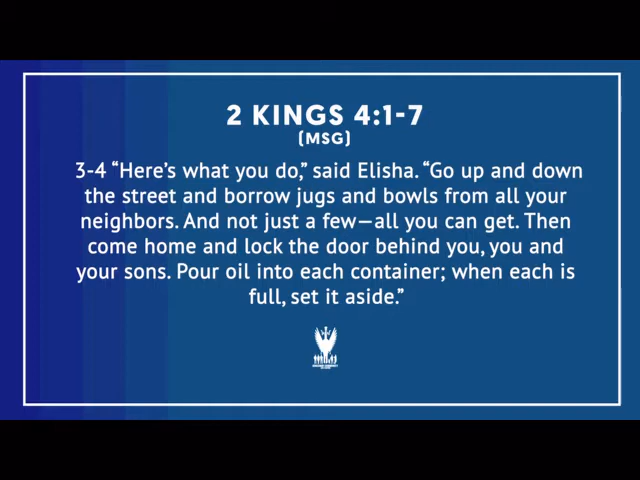 2 KINGS 4:1-7
(MSG)
3-4 “Here’s what you do,” said Elisha. “Go up and down
the street and borrow jugs and bowls from all your
neighbors. And not just a few—all you can get. Then
come home and lock the door behind you, you and
your sons. Pour oil into each container; when each is
full, set it aside.”